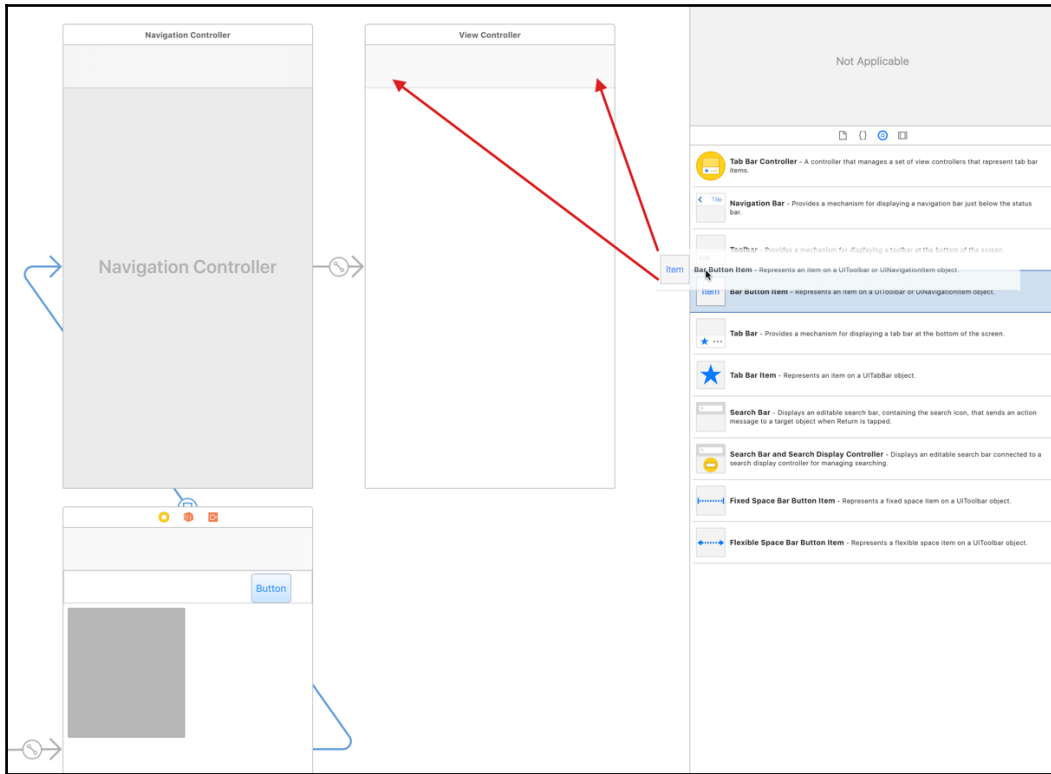 Navigation Controller
View Controller
Not Applicable
{}
Tab Bar Controller - A controller that manages a set of view controllers that represent tab bar
items.
Title
Navigation Bar - Provides a mechanism for displaying a navigation bar just below the status
bar.
Toolbar - Provides a mechanism for displaying a toolbar at the bottom of the screen.
Navigation Controller
Item
Bar Button Item - Represents an item on a UIToolbar or UINavigationItem object.
Item
Bar Button Item - Represents an item on a UIToolbar or UINavigationItem object.
Tab Bar - Provides a mechanism for displaying a tab bar at the bottom of the screen.
Tab Bar Item - Represents an item on a UITabBar object.
Search Bar - Displays an editable search bar, containing the search icon, that sends an action
message to a target object when Return is tapped.
Search Bar and Search Display Controller - Displays an editable search bar connected to a
search display controller for managing searching.
Fixed Space Bar Button Item - Represents a fixed space item on a UIToolbar object.
Flexible Space Bar Button Item - Represents a flexible space item on a UIToolbar object.
Button